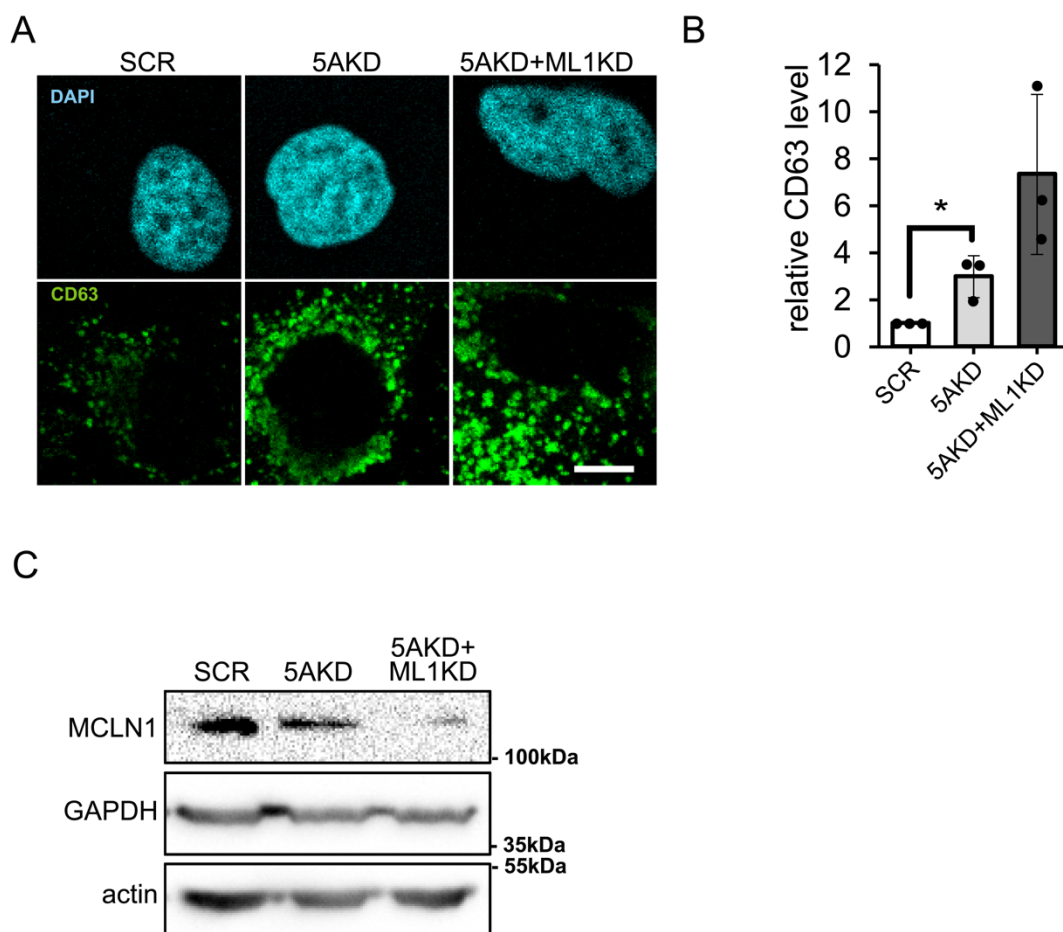 A
SCR 5AKD 5AKD+ML1KD
DAPI
CD63
B
relative CD63 level
12
10
8
6
4
2
0
*
SCR
5AKD
5AKD+ML1KD
C
SCR 5AKD 5AKD+
ML1KD
MCLN1
- 100kDa
GAPDH
- 35kDa
- 55kDa
actin